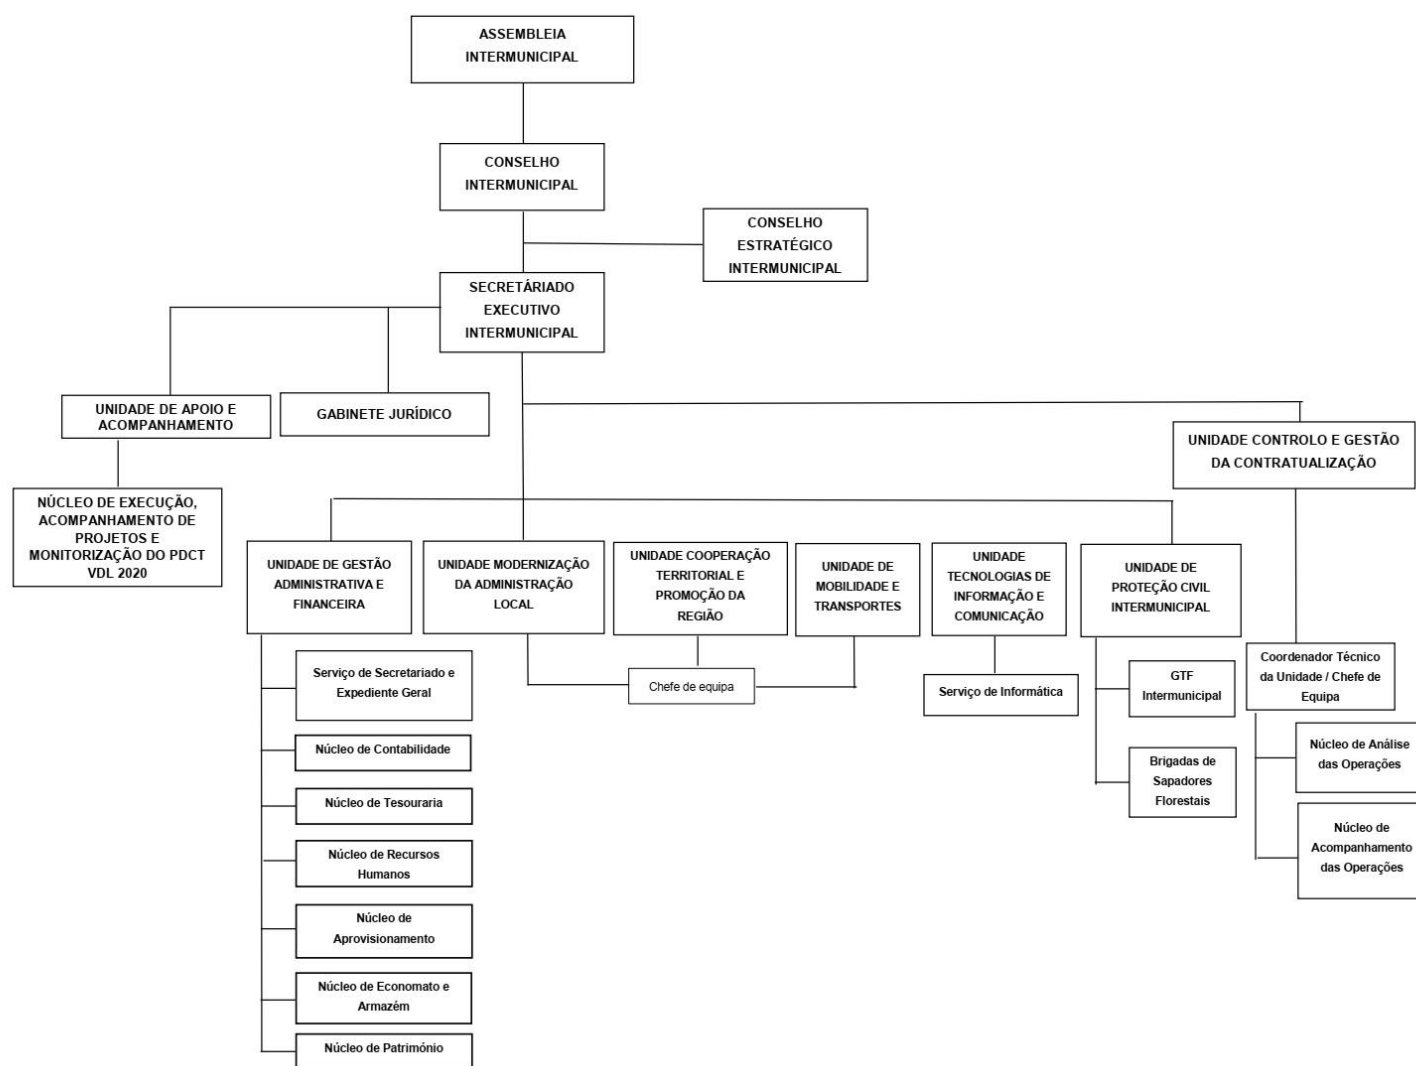 ASSEMBLEIA
INTERMUNICIPAL
CONSELHO
INTERMUNICIPAL
CONSELHO
ESTRATÉGICO
INTERMUNICIPAL
SECRETÁRIADO
EXECUTIVO
INTERMUNICIPAL
UNIDADE DE APOIO E
ACOMPANHAMENTO
GABINETE JURÍDICO
UNIDADE CONTROLO E GESTÃO
DA CONTRATUALIZAÇÃO
NÚCLEO DE EXECUÇÃO,
ACOMPANHAMENTO DE
PROJETOS E
MONITORIZAÇÃO DO PDCT
VDL 2020
UNIDADE DE GESTÃO
ADMINISTRATIVA E
FINANCEIRA
UNIDADE MODERNIZAÇÃO
DA ADMINISTRAÇÃO
LOCAL
UNIDADE COOPERAÇÃO
TERRITORIAL E
PROMOÇÃO DA
REGIÃO
UNIDADE DE
MOBILIDADE E
TRANSPORTES
UNIDADE
TECNOLOGIAS DE
INFORMAÇÃO E
COMUNICAÇÃO
UNIDADE DE
PROTEÇÃO CIVIL
INTERMUNICIPAL
Serviço de Secretariado e
Expediente Geral
Núcleo de Contabilidade
Núcleo de Tesouraria
Núcleo de Recursos
Humanos
Núcleo de
Aprovisionamento
Núcleo de Economato e
Armazém
Núcleo de Património
Chefe de equipa
Serviço de Informática
GTF
Intermunicipal
Brigadas de
Sapadores
Florestais
Coordenador Técnico
da Unidade / Chefe de
Equipa
Núcleo de Análise
das Operações
Núcleo de
Acompanhamento
das Operações